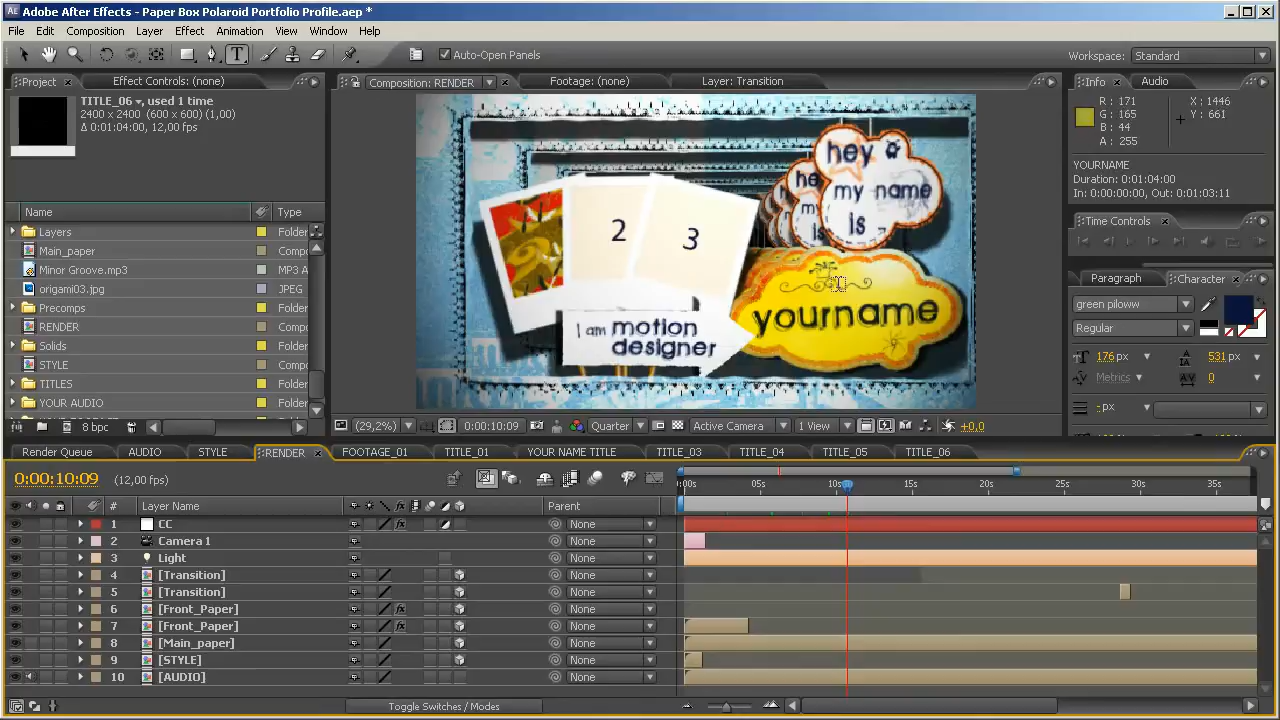 Adobe After Effects - Paper Box Polaroid Portfolio Profile.aep *
File Edit Composition Layer Effect Animation View Window Help
Auto-Open Panels
Workspace: Standard
Project Effect Controls: (none)
Composition: RENDER Footage: (none) Layer: Transition
Info Audio
TITLE_06, used 1 time
Δ 0:01:04:00, 12,00 fps
R : 171
G : 165
B : 44
A : 255
X : 1446
Y : 661
YOURNAME
Duration: 0:01:04:00
In: 0:00:00:00, Out: 0:01:03:11
Time Controls
Paragraph Character
green piloww
Regular
176 px 531 px
Metrics 0
- px
Name Type
Layers Folder
Main_paper Compo
Minor Groove.mp3 MP3 A
origami03.jpg JPEG
Precomps Folder
RENDER Compo
Solids Folder
STYLE Compo
TITLES Folder
YOUR AUDIO Folder
8 bpc
hey
my name
is
2
3
yourname
I am motion
designer
(29,2%) 0:00:10:09 Quarter Active Camera 1 View +0,0
Render Queue AUDIO STYLE RENDER FOOTAGE_01 TITLE_01 YOUR NAME TITLE TITLE_03 TITLE_04 TITLE_05 TITLE_06
0:00:10:09 (12,00 fps)
:00s 05s 10s 15s 20s 25s 30s 35s
# Layer Name Parent
1 CC None
2 Camera 1 None
3 Light None
4 [Transition] None
5 [Transition] None
6 [Front_Paper] None
7 [Front_Paper] None
8 [Main_paper] None
9 [STYLE] None
10 [AUDIO] None
Toggle Switches / Modes